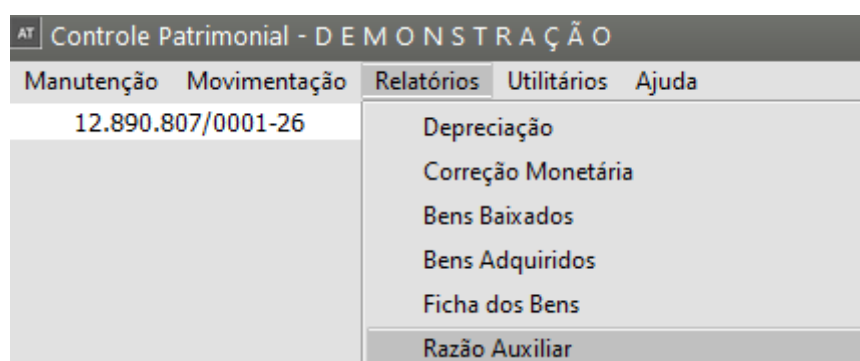 AT Controle Patrimonial - D E M O N S T R A Ç Ã O
Manutenção Movimentação Relatórios Utilitários Ajuda
12.890.807/0001-26
Depreciação
Correção Monetária
Bens Baixados
Bens Adquiridos
Ficha dos Bens
Razão Auxiliar